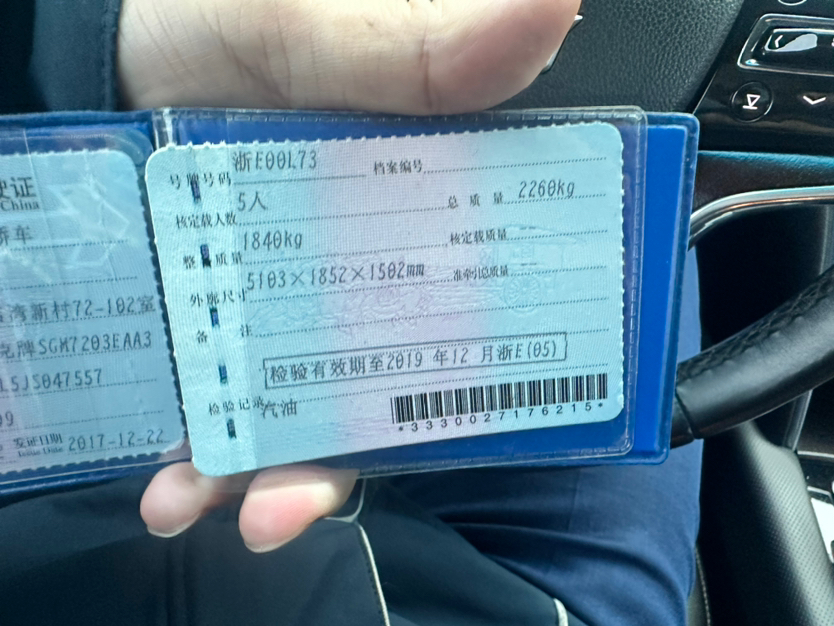 驶证
China
轿车
湾新村72-102室
克牌SGM7203EAA3
LSJS047557
99
发证日期 2017-12-22
Issue Date
号牌号码 浙E00L73 档案编号
核定载人数 5人 总质量 2260kg
整备质量 1840kg 核定载质量
外廓尺寸 5103×1852×1502mm 准牵引总质量
备注
检验有效期至2019年12月浙E(05)
检验记录 汽油
*3330027176215*